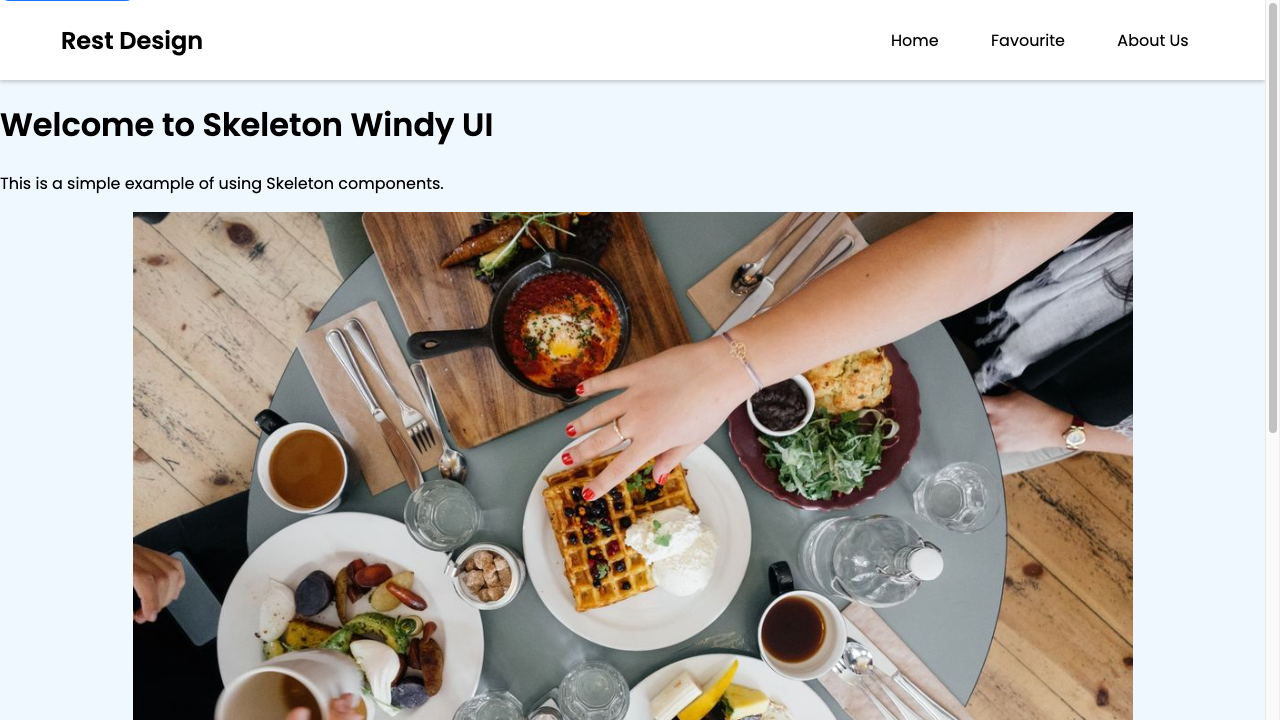 Rest Design
Home
Favourite
About Us
Welcome to Skeleton Windy UI
This is a simple example of using Skeleton components.